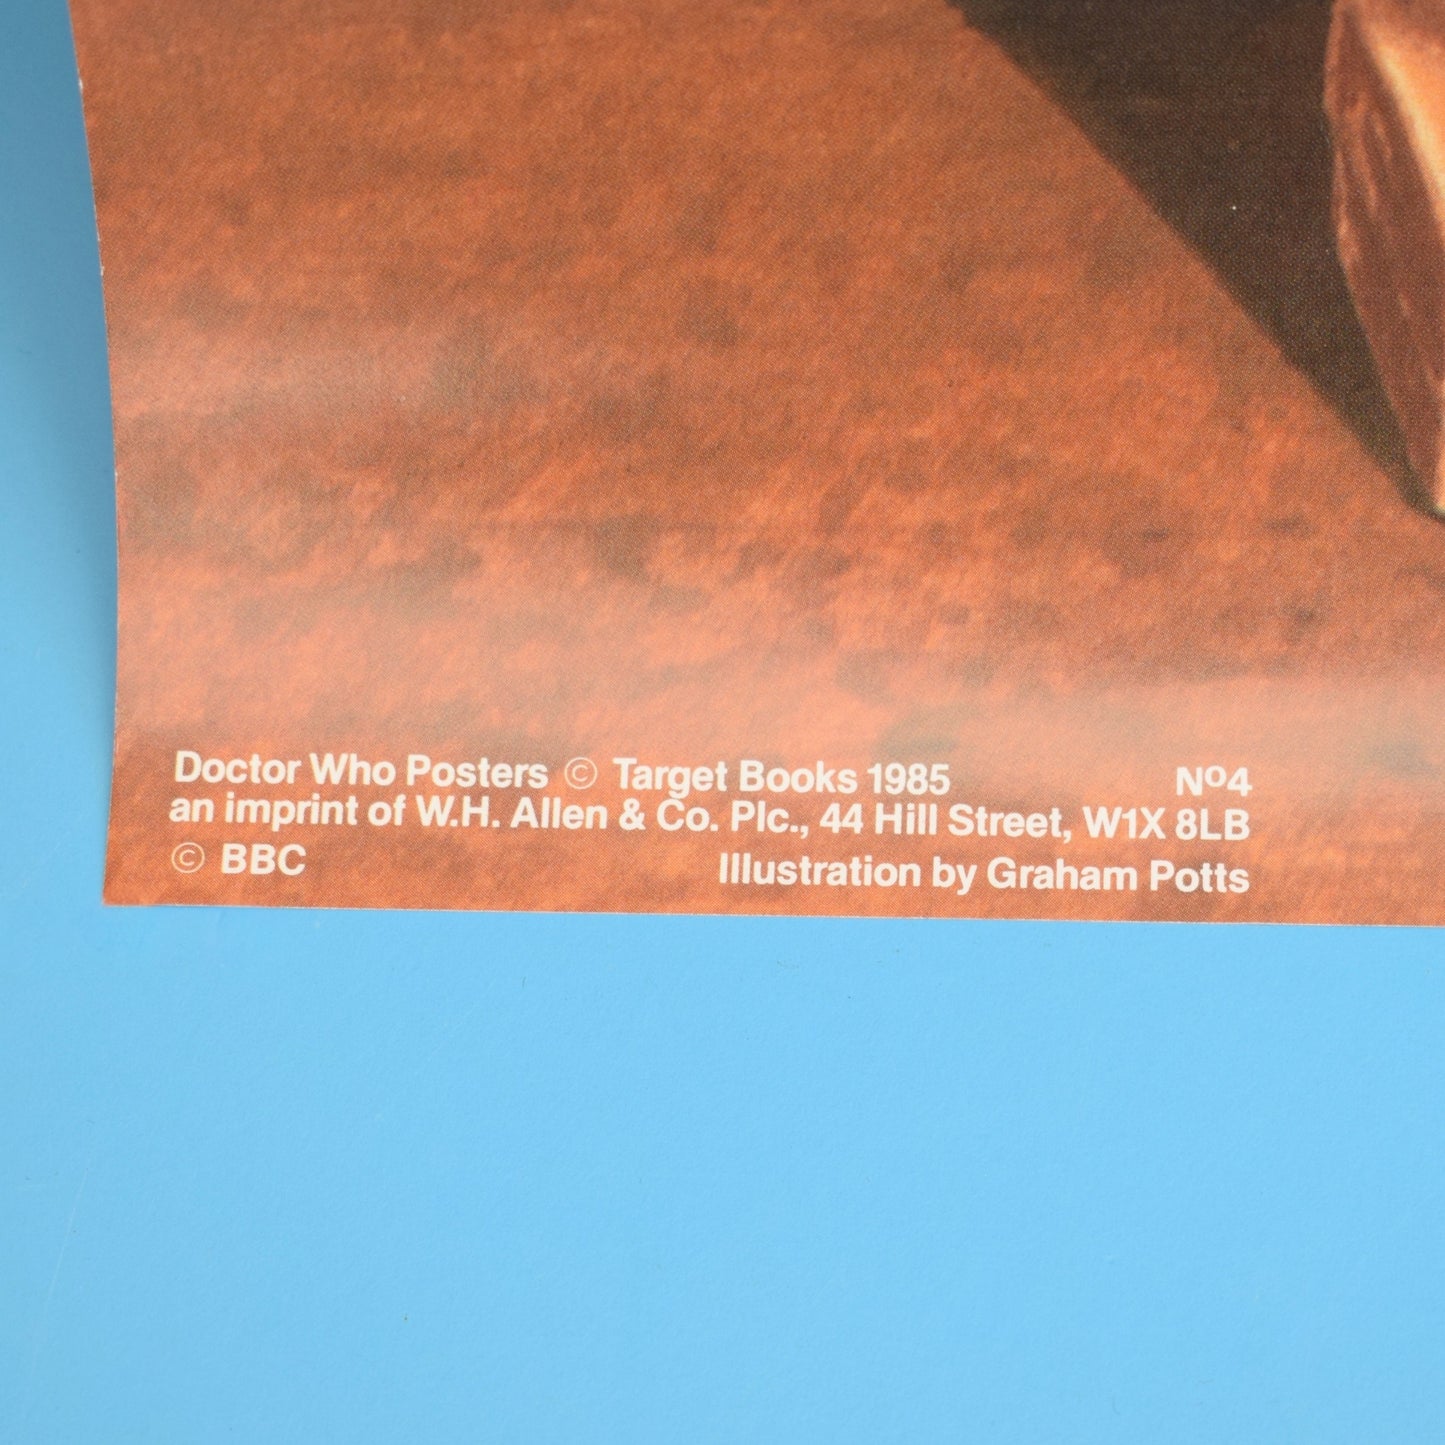 Doctor Who Posters © Target Books 1985 Nº4
an imprint of W.H. Allen & Co. Plc., 44 Hill Street, W1X 8LB
© BBC Illustration by Graham Potts